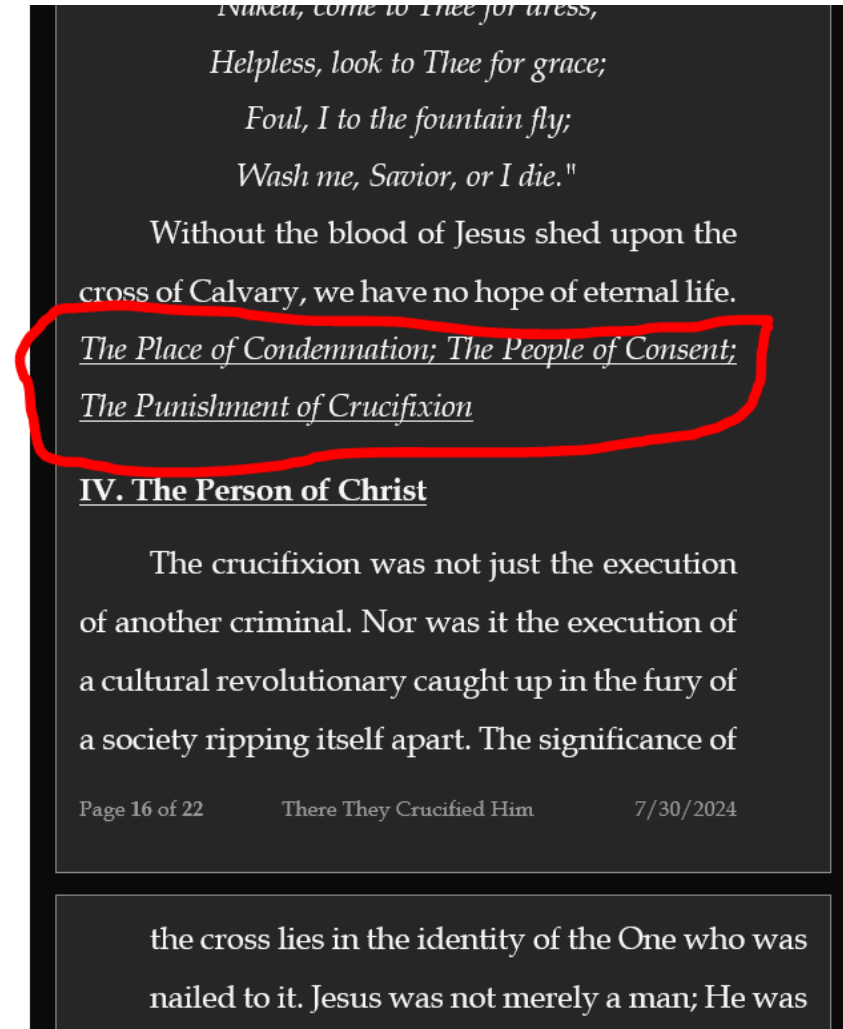 Naked, come to Thee for dress,
Helpless, look to Thee for grace;
Foul, I to the fountain fly;
Wash me, Savior, or I die."
Without the blood of Jesus shed upon the
cross of Calvary, we have no hope of eternal life.
The Place of Condemnation; The People of Consent;
The Punishment of Crucifixion
IV. The Person of Christ
The crucifixion was not just the execution
of another criminal. Nor was it the execution of
a cultural revolutionary caught up in the fury of
a society ripping itself apart. The significance of
Page 16 of 22 There They Crucified Him 7/30/2024
the cross lies in the identity of the One who was
nailed to it. Jesus was not merely a man; He was